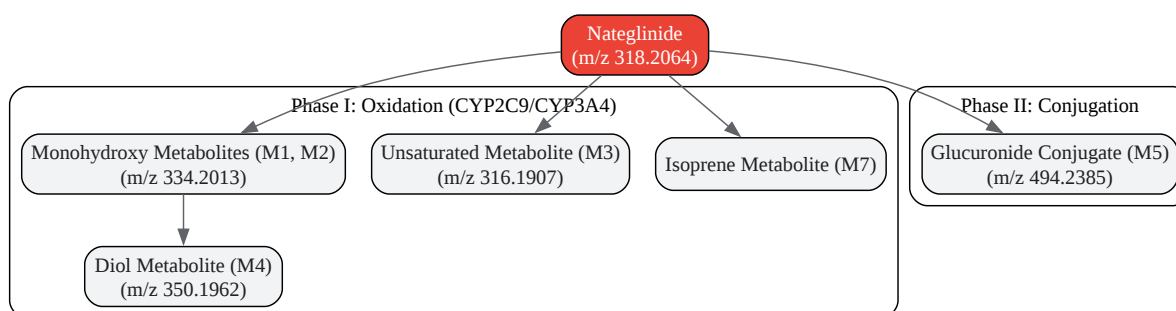 Nateglinide
(m/z 318.2064)
Phase I: Oxidation (CYP2C9/CYP3A4)
Phase II: Conjugation
Monohydroxy Metabolites (M1, M2)
(m/z 334.2013)
Unsaturated Metabolite (M3)
(m/z 316.1907)
Isoprene Metabolite (M7)
Glucuronide Conjugate (M5)
(m/z 494.2385)
Diol Metabolite (M4)
(m/z 350.1962)